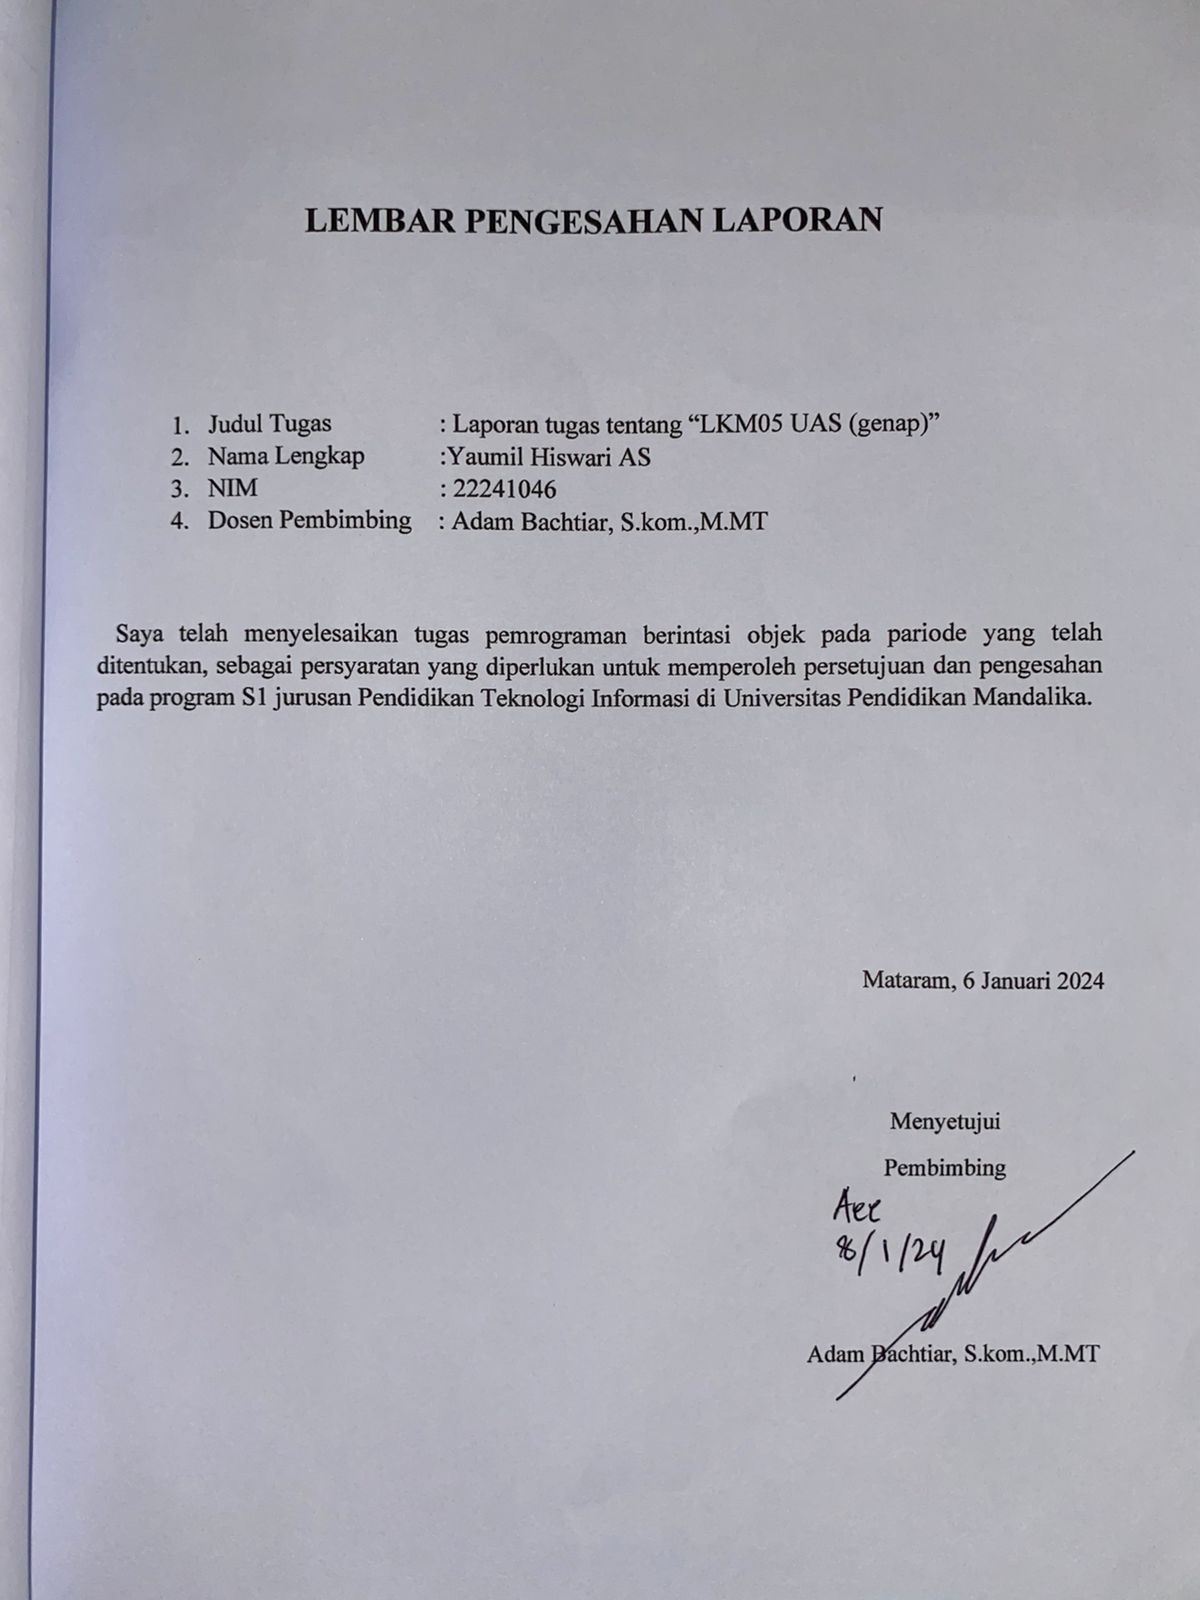 LEMBAR PENGESAHAN LAPORAN
1. Judul Tugas : Laporan tugas tentang “LKM05 UAS (genap)”
2. Nama Lengkap :Yaumil Hiswari AS
3. NIM : 22241046
4. Dosen Pembimbing : Adam Bachtiar, S.kom.,M.MT
Saya telah menyelesaikan tugas pemrograman berintasi objek pada pariode yang telah
ditentukan, sebagai persyaratan yang diperlukan untuk memperoleh persetujuan dan pengesahan
pada program S1 jurusan Pendidikan Teknologi Informasi di Universitas Pendidikan Mandalika.
Mataram, 6 Januari 2024
Menyetujui
Pembimbing
Acc
8/1/24
Adam Bachtiar, S.kom.,M.MT